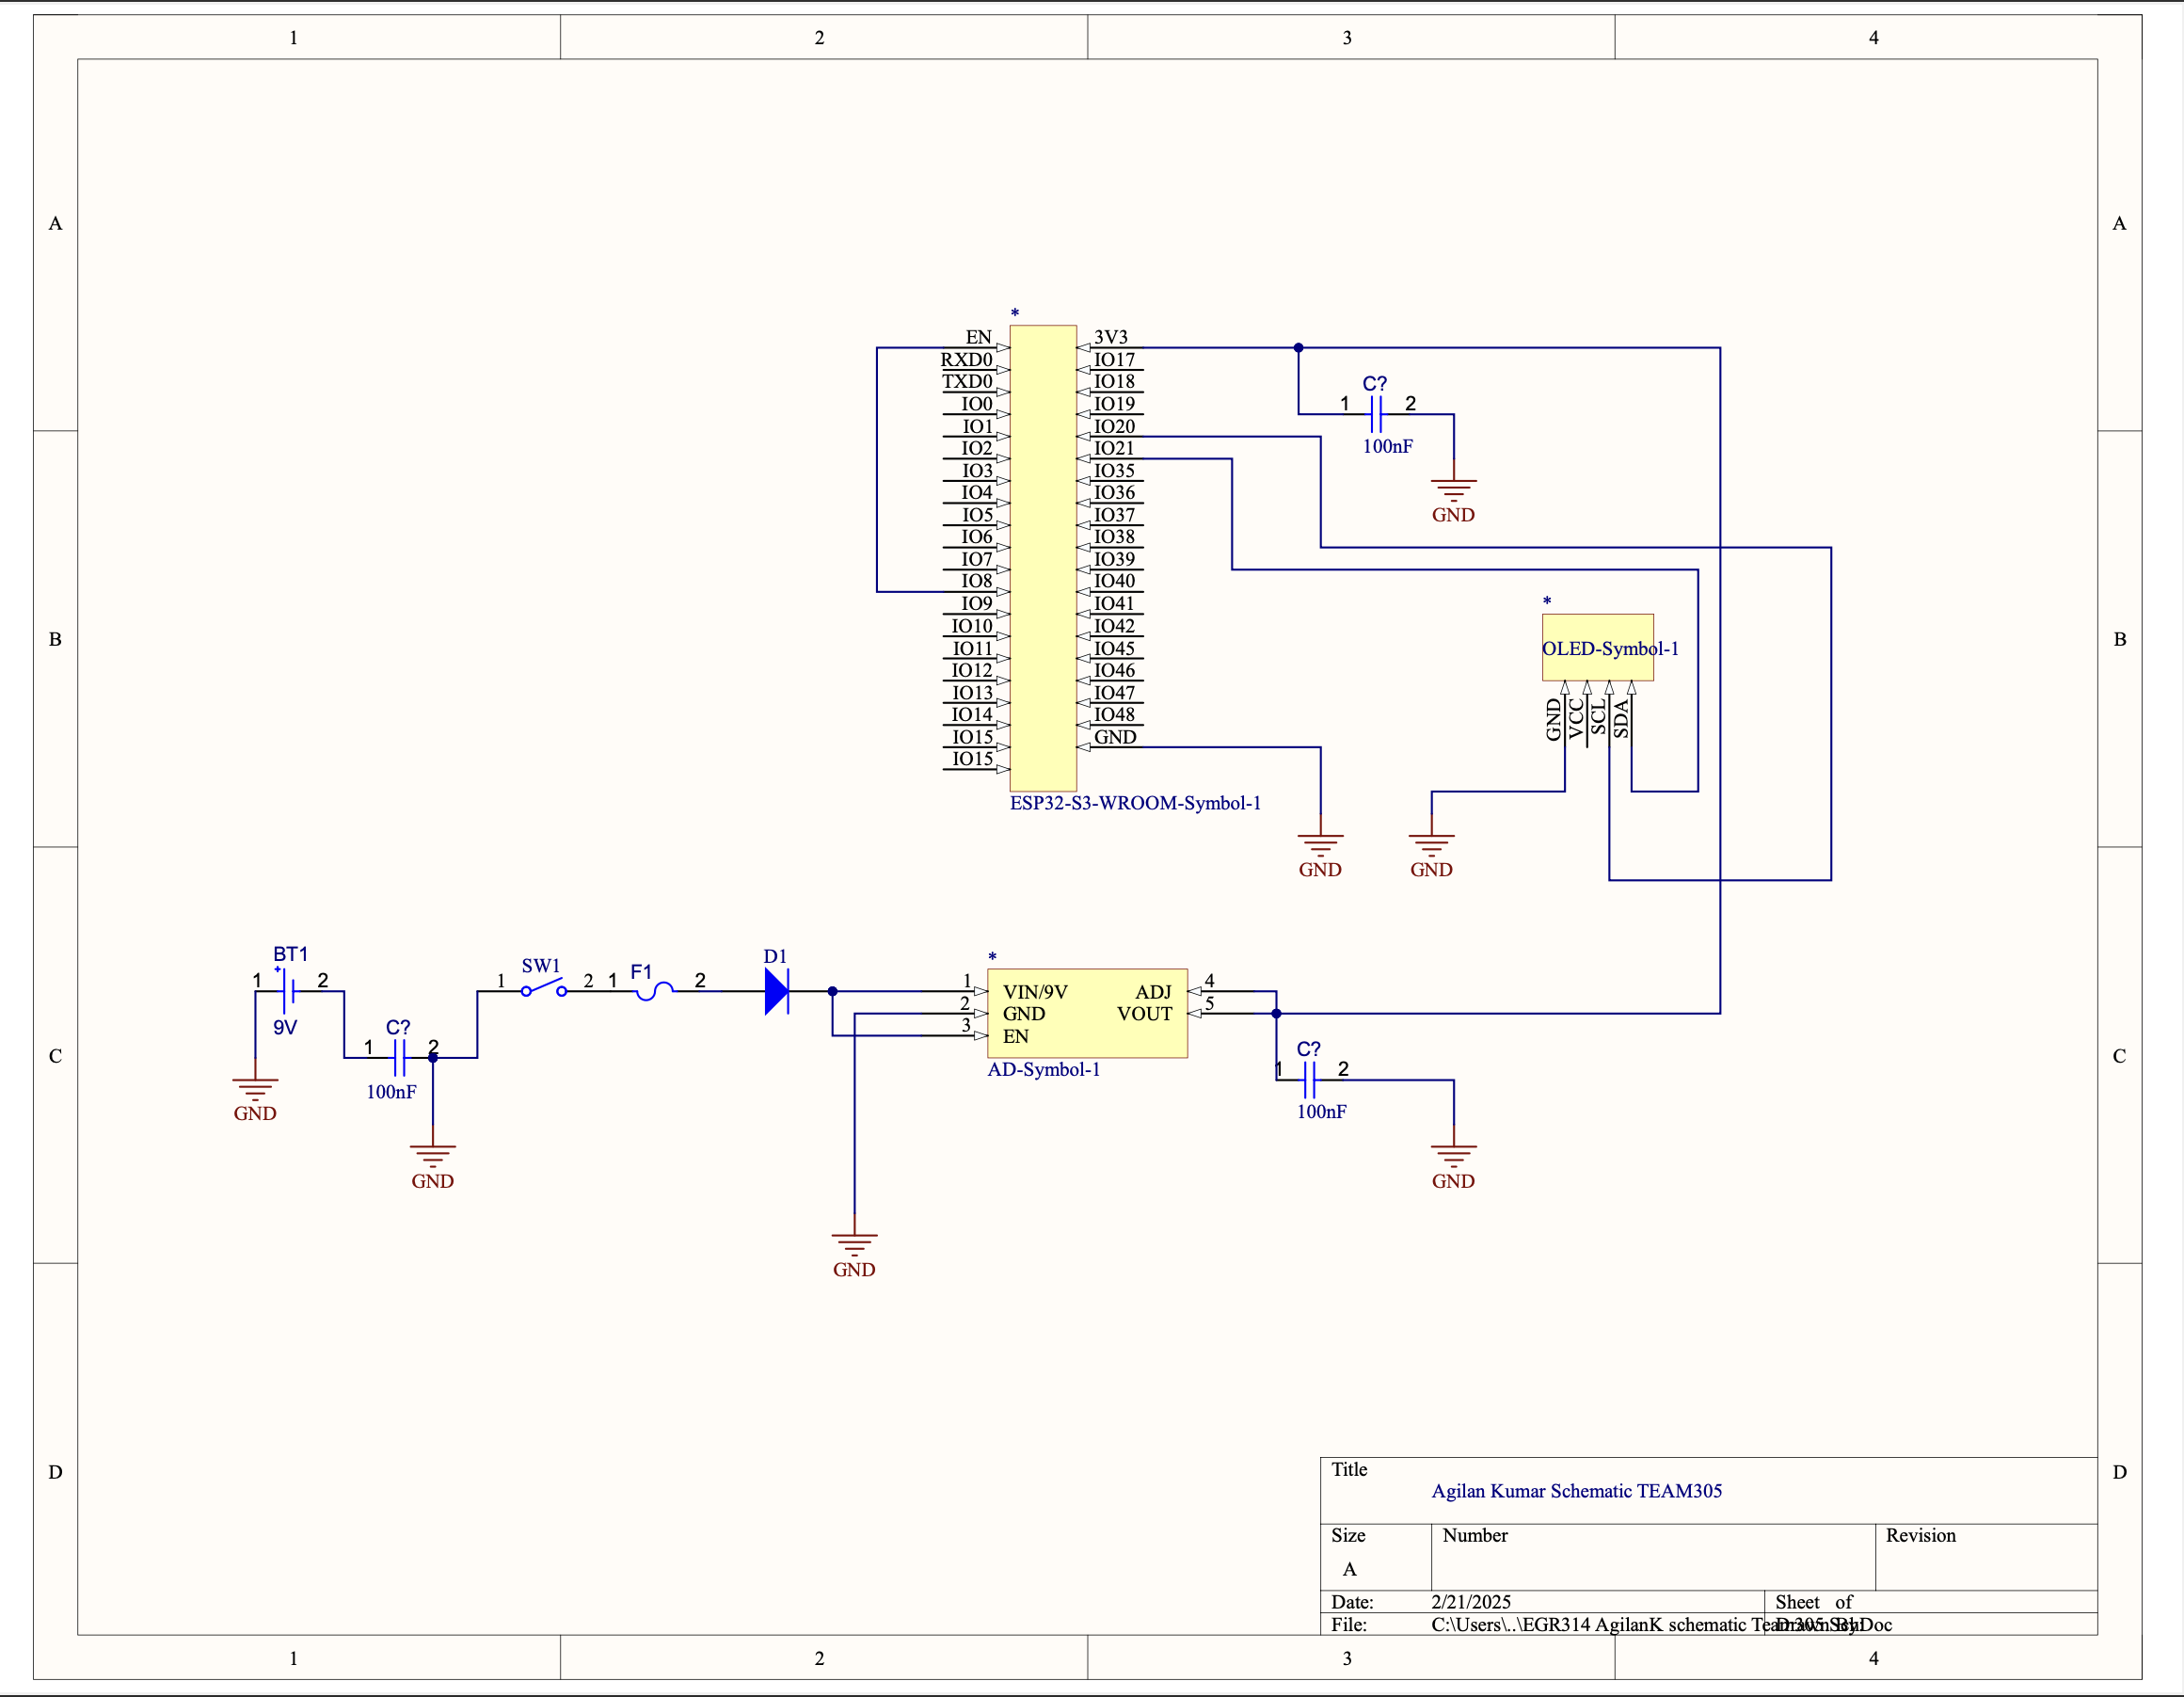 1 2 3 4
A A
*
EN 3V3
RXD0 IO17
TXD0 IO18
C?
IO0 IO19
1 2
IO1 IO20
100nF
IO2 IO21
IO3 IO35
IO4 IO36
IO5 IO37
GND
IO6 IO38
IO7 IO39
IO8 IO40
IO9 IO41
*
IO10 IO42
B B
IO11 IO45
OLED-Symbol-1
IO12 IO46
IO13 IO47
IO14 IO48
GND VCC SCL SDA
IO15 GND
IO15
ESP32-S3-WROOM-Symbol-1
GND GND
BT1 SW1 F1 D1 *
1 + 2 1 2 1 2 1 VIN/9V ADJ 4
9V 2 GND VOUT 5
C? 3 EN
1 2
C C
AD-Symbol-1
C?
1 2
100nF
100nF
GND
GND
GND
GND
D D
Title
Agilan Kumar Schematic TEAM305
Size Number Revision
A
Date: 2/21/2025 Sheet of
File: C:\Users\..\EGR314 AgilanK schematic Team305.SchDoc Drawn By:
1 2 3 4